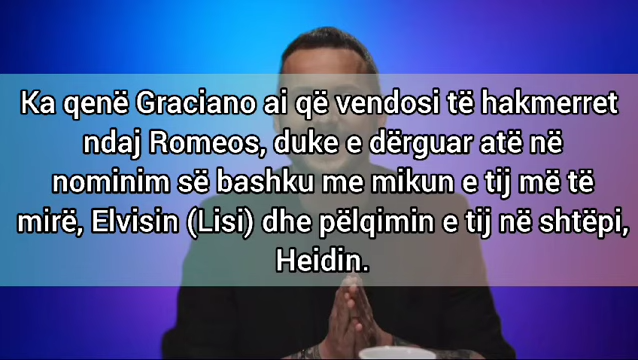 Ka qenë Graciano ai që vendosi të hakmerret
ndaj Romeos, duke e dërguar atë në
nominim së bashku me mikun e tij më të
mirë, Elvisin (Lisi) dhe pëlqimin e tij në shtëpi,
Heidin.